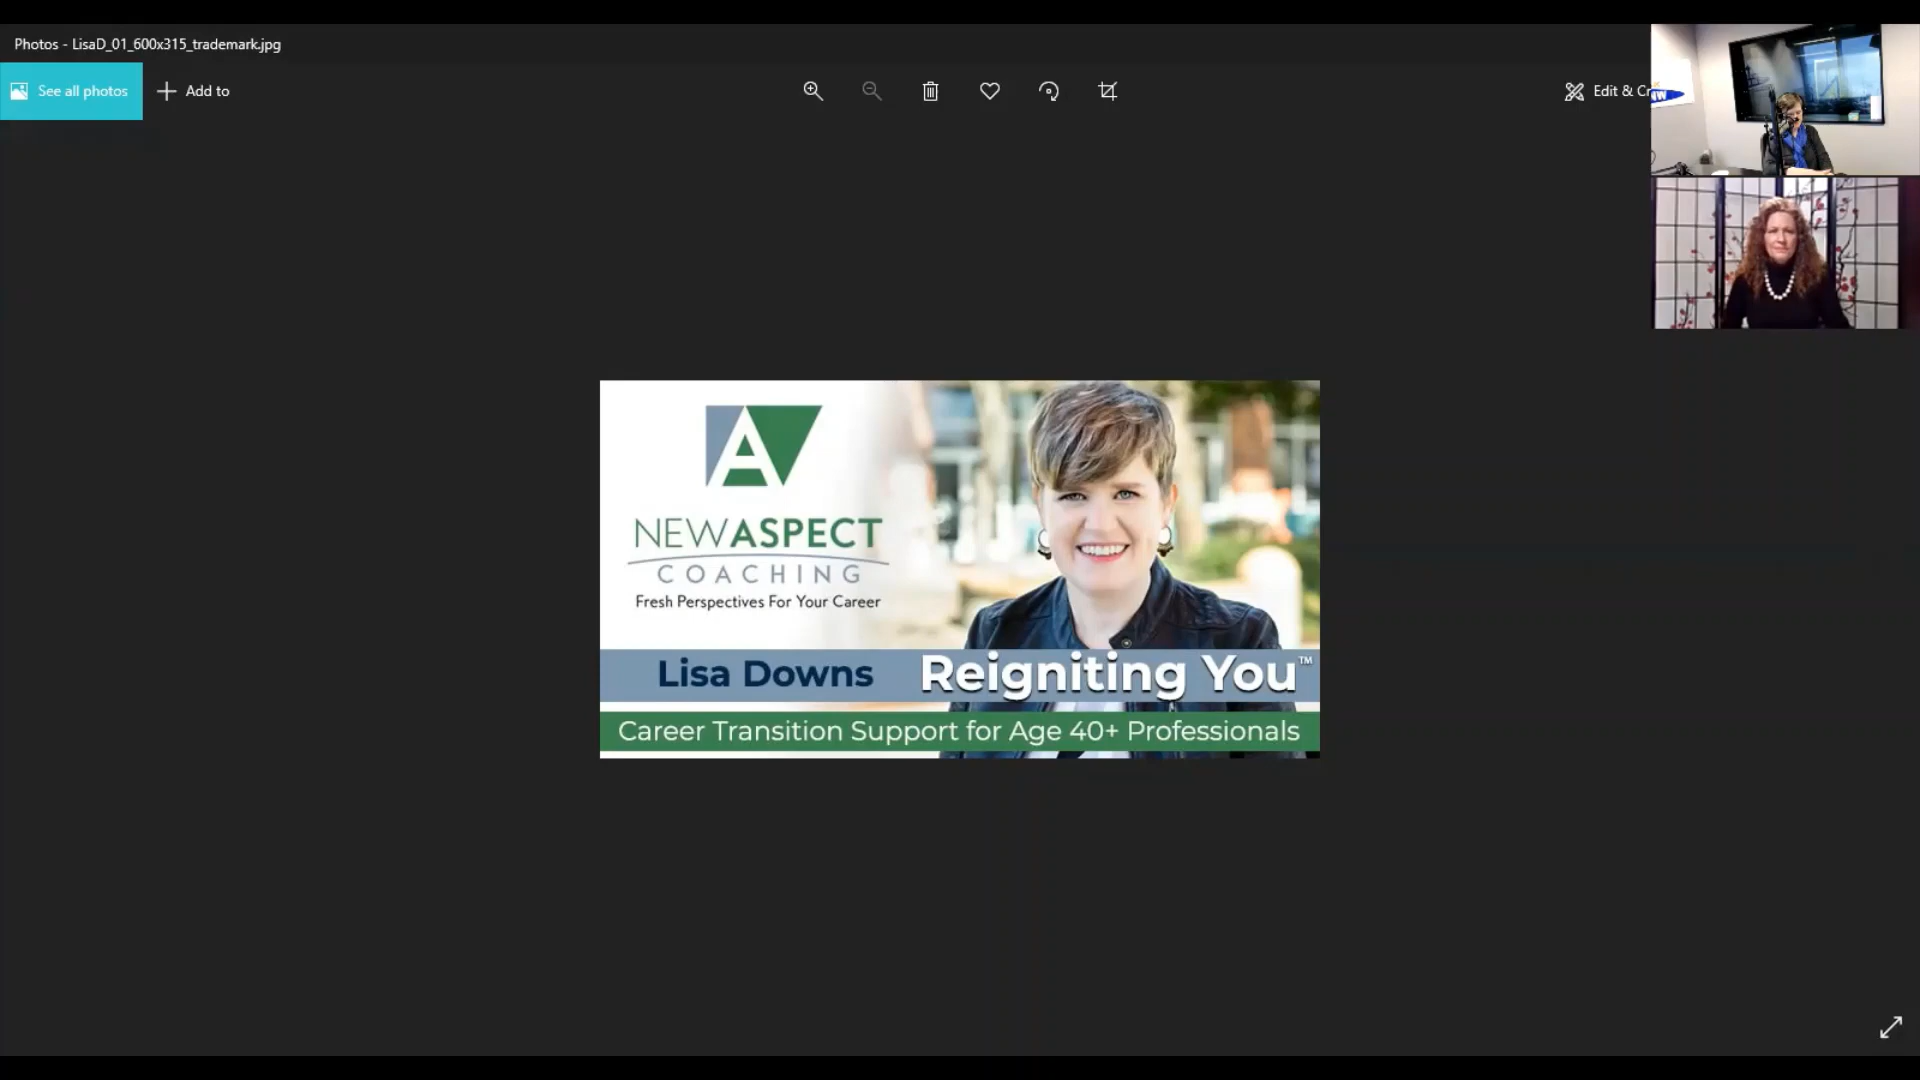 Photos - LisaD_01_600x315_trademark.jpg
See all photos
Add to
Edit & Cr
NW
A
NEWASPECT
COACHING
Fresh Perspectives For Your Career
Lisa Downs Reigniting You™
Career Transition Support for Age 40+ Professionals